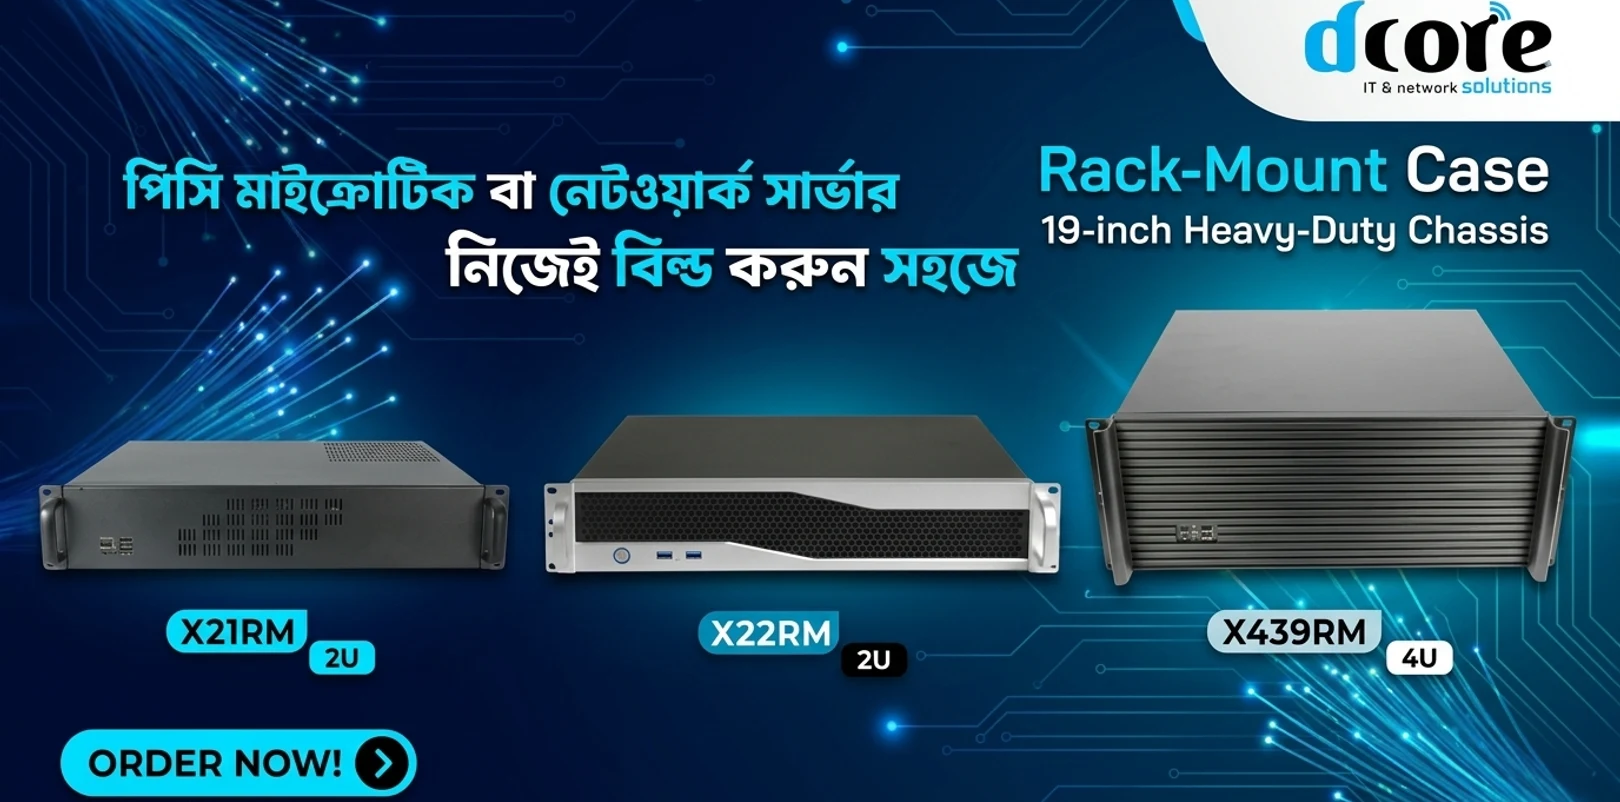 dcore
IT & network solutions
পিসি মাইক্রোটিক বা নেটওয়ার্ক সার্ভার
নিজেই বিল্ড করুন সহজে
Rack-Mount Case
19-inch Heavy-Duty Chassis
X21RM
2U
X22RM
2U
X439RM
4U
ORDER NOW!